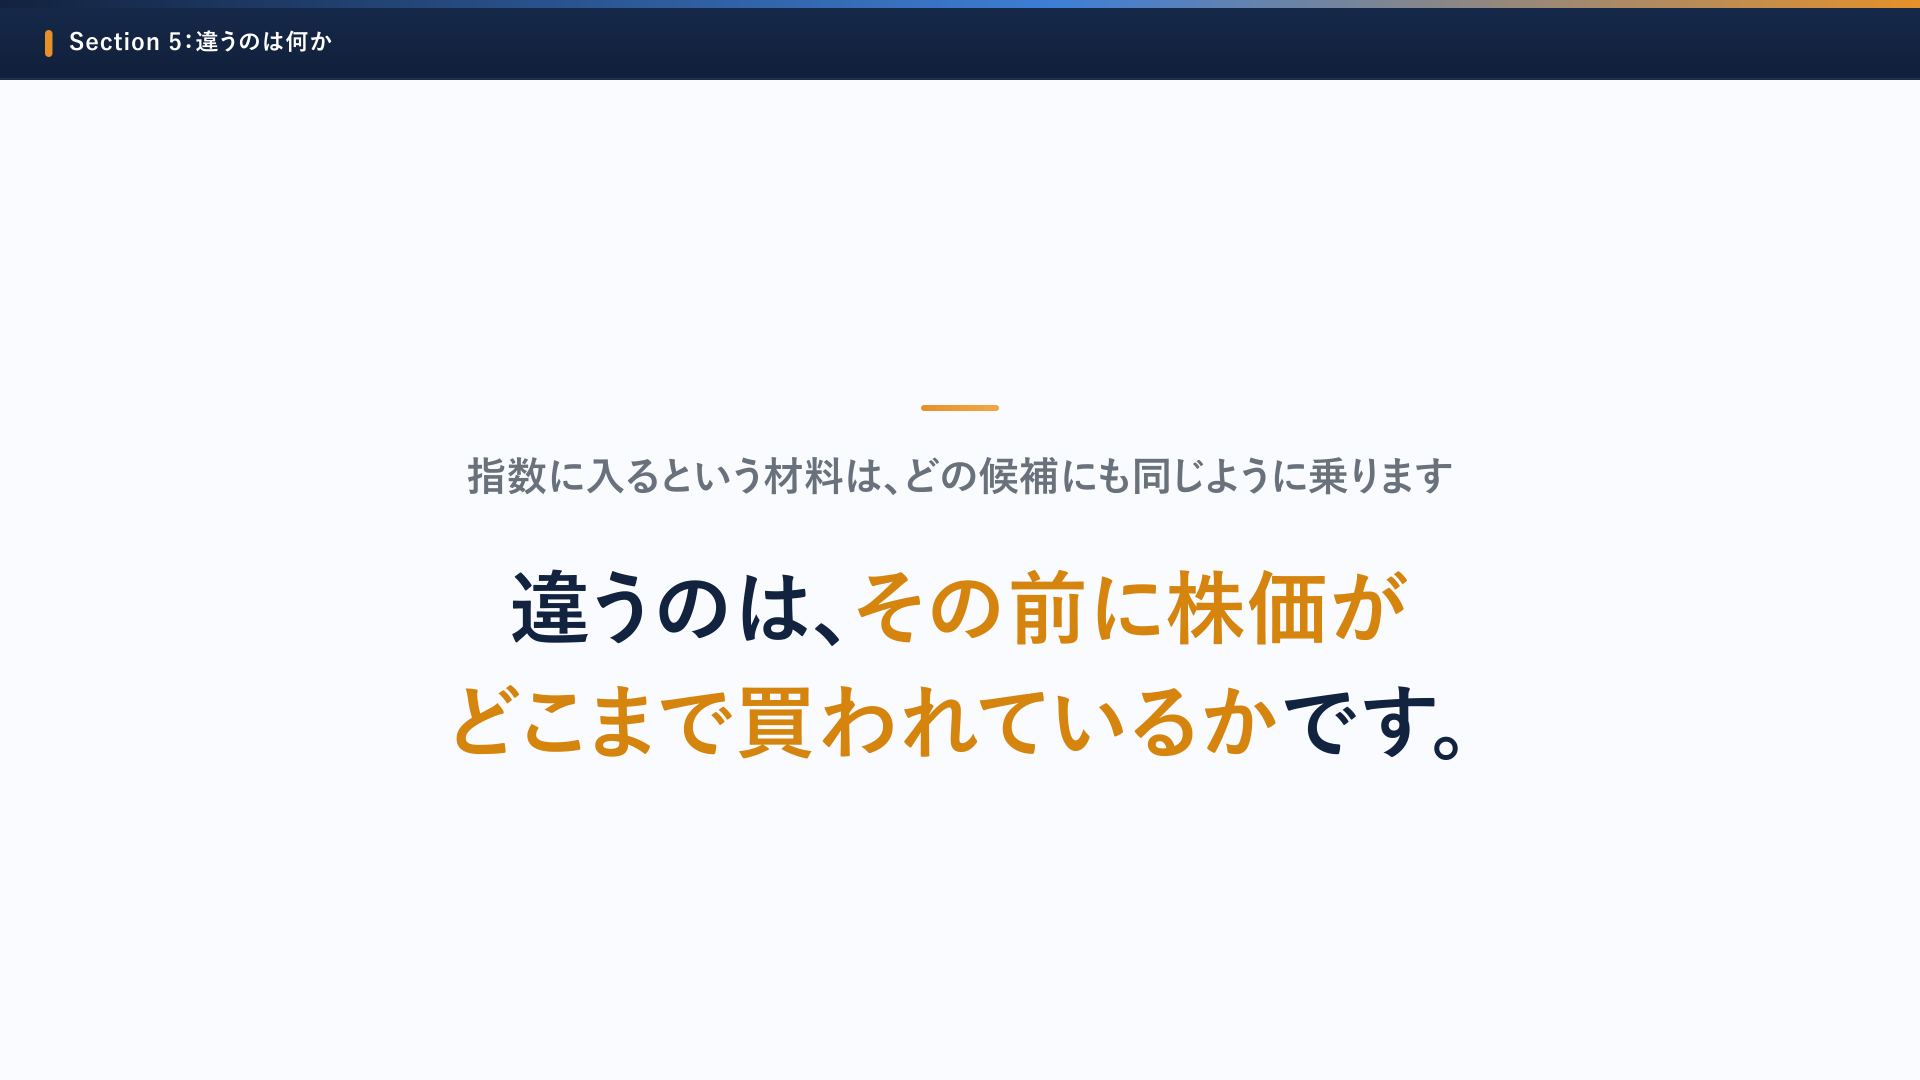 Section 5：違うのは何か
指数に入るという材料は、どの候補にも同じように乗ります
違うのは、その前に株価が
どこまで買われているかです。